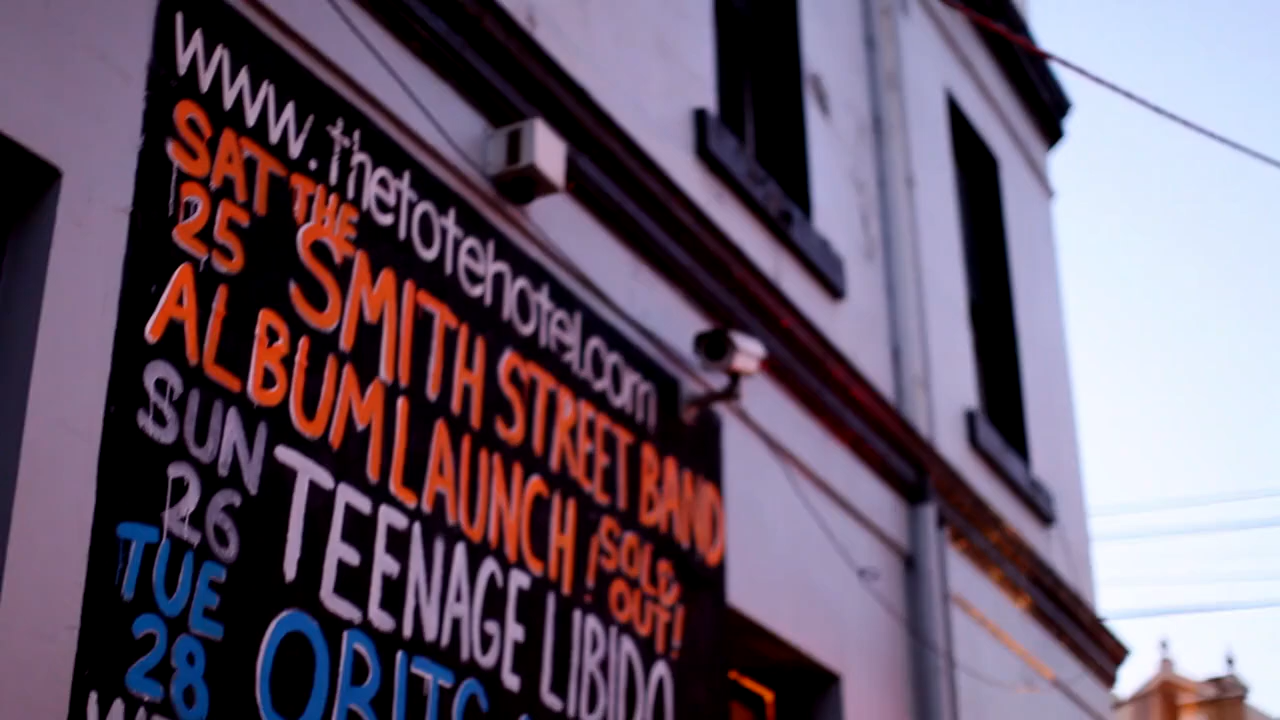 www.thetotehotel.com
SAT 25 THE SMITH STREET BAND
ALBUM LAUNCH! SOLD OUT!
SUN 26 TEENAGE LIBIDO
TUE 28 OBITS